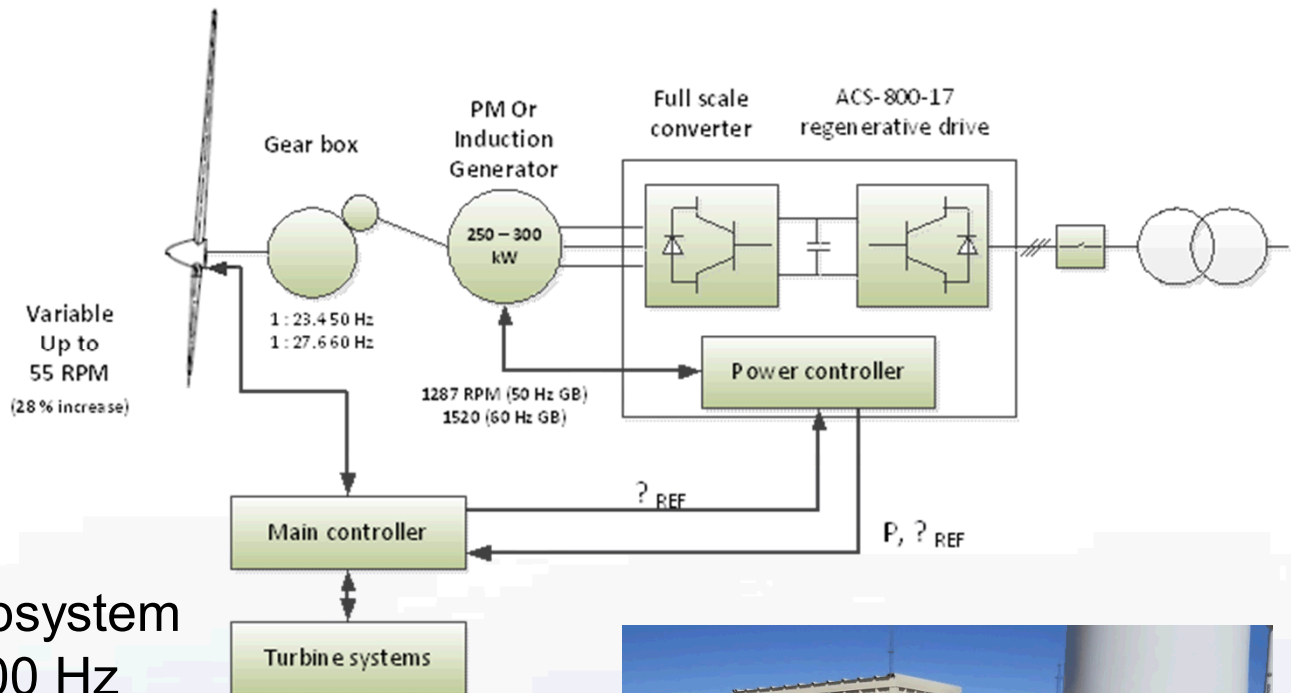 Full scale
converter
ACS-800-17
regenerative drive
PM Or
Induction
Generator
Gear box
250 – 300
kW
Variable
Up to
55 RPM
(28 % increase)
1 : 23.4 50 Hz
1 : 27.6 60 Hz
Power controller
1287 RPM (50 Hz GB)
1520 (60 Hz GB)
? REF
Main controller
P, ? REF
osystem
00 Hz
Turbine systems